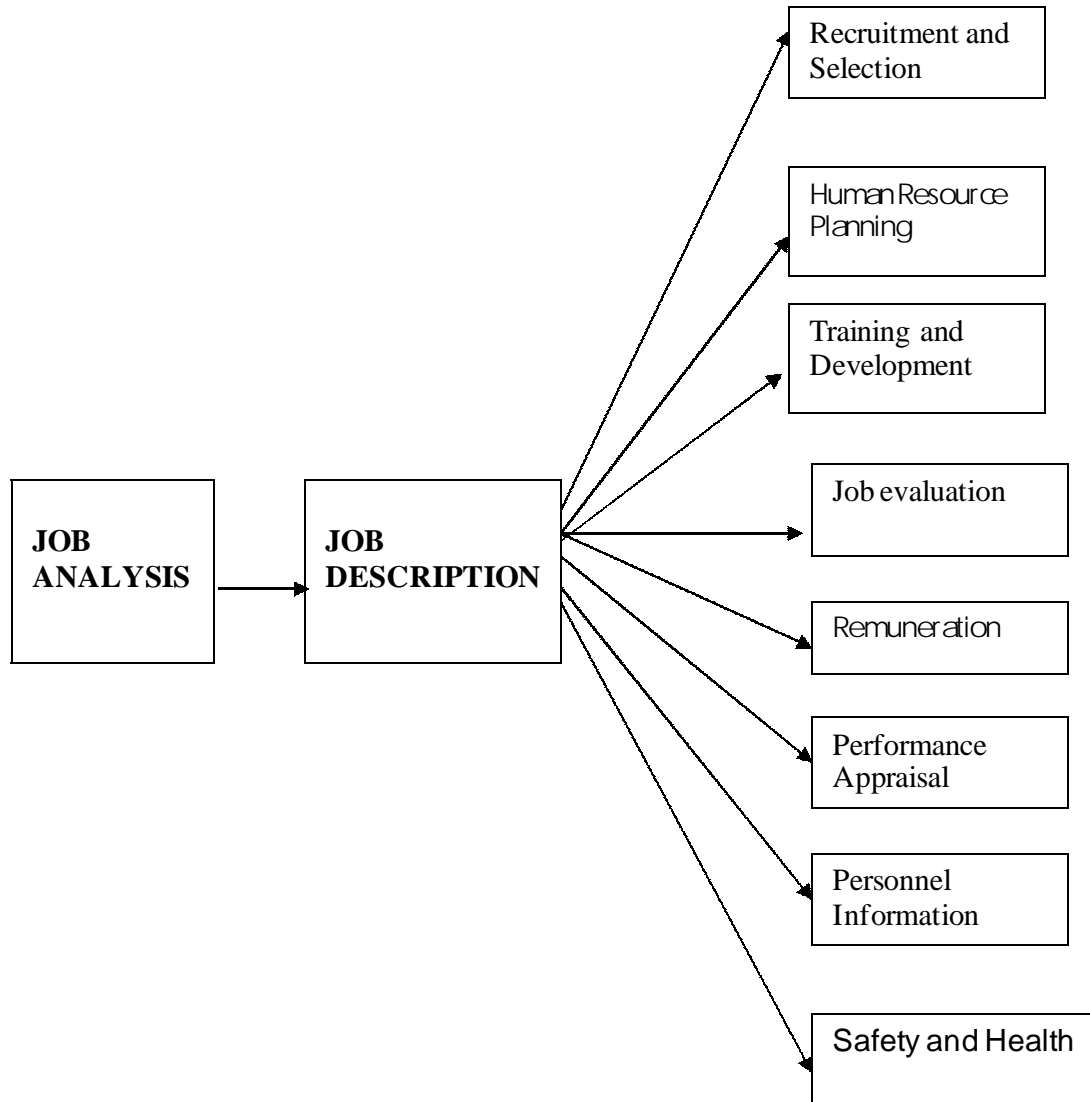 Recruitment and
Selection
Human Resource
Planning
Training and
Development
JOB
ANALYSIS
JOB
DESCRIPTION
Job evaluation
Remuneration
Performance
Appraisal
Personnel
Information
Safety and Health